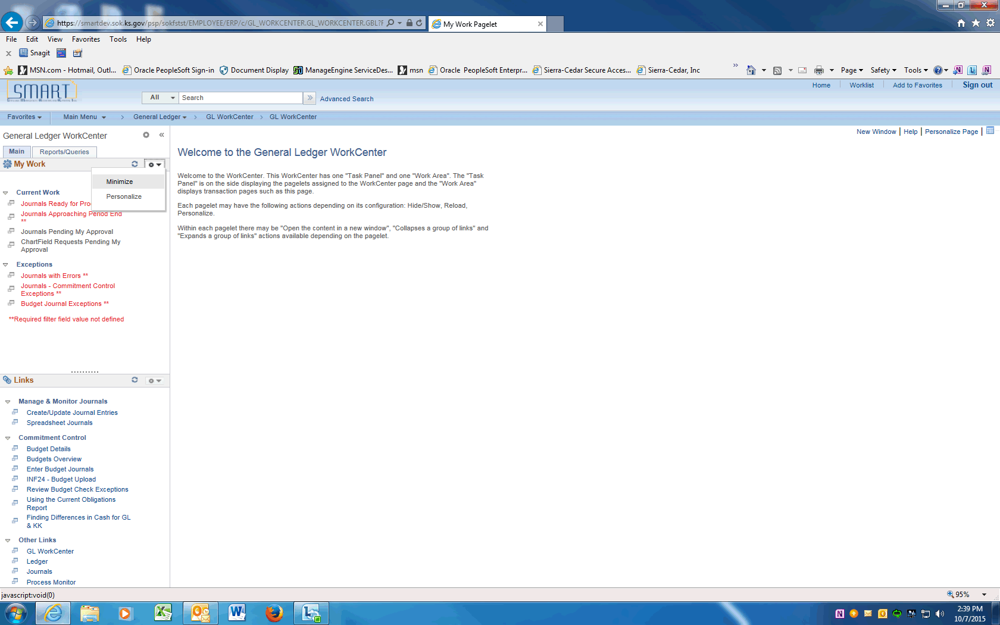 https://smartdev.sok.ks.gov/psp/sokfstst/EMPLOYEE/ERP/c/GL_WORKCENTER.GL_WORKCENTER.GBL?F
My Work Pagelet
File Edit View Favorites Tools Help
x Snagit
MSN.com - Hotmail, Outl... Oracle PeopleSoft Sign-in Document Display ManageEngine ServiceDes... msn Oracle PeopleSoft Enterpr... Sierra-Cedar Secure Acces... Sierra-Cedar, Inc » Page Safety Tools
SMART
All Search » Advanced Search
Home Worklist Add to Favorites Sign out
Favorites Main Menu > General Ledger > GL WorkCenter > GL WorkCenter
New Window | Help | Personalize Page |
General Ledger WorkCenter «
Main Reports/Queries
My Work
Minimize
Personalize
Current Work
Journals Ready for Pro
Journals Approaching Period End
**
Journals Pending My Approval
ChartField Requests Pending My
Approval
Exceptions
Journals with Errors **
Journals - Commitment Control
Exceptions **
Budget Journal Exceptions **
**Required filter field value not defined
Links
Manage & Monitor Journals
Create/Update Journal Entries
Spreadsheet Journals
Commitment Control
Budget Details
Budgets Overview
Enter Budget Journals
INF24 - Budget Upload
Review Budget Check Exceptions
Using the Current Obligations
Report
Finding Differences in Cash for GL
& KK
Other Links
GL WorkCenter
Ledger
Journals
Process Monitor
Welcome to the General Ledger WorkCenter
Welcome to the WorkCenter. This WorkCenter has one "Task Panel" and one "Work Area". The "Task
Panel" is on the side displaying the pagelets assigned to the WorkCenter page and the "Work Area"
displays transaction pages such as this page.
Each pagelet may have the following actions depending on its configuration: Hide/Show, Reload,
Personalize.
Within each pagelet there may be "Open the content in a new window", "Collapses a group of links" and
"Expands a group of links" actions available depending on the pagelet.
javascript:void(0)
95%
2:39 PM
10/7/2015